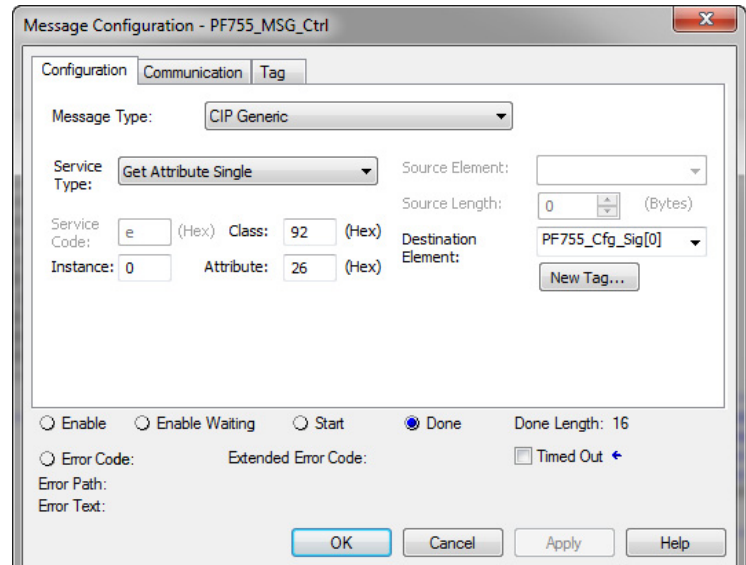 Message Configuration - PF755_MSG_Ctrl
Configuration Communication Tag
Message Type: CIP Generic
Service Type: Get Attribute Single
Source Element:
Source Length: 0 (Bytes)
Service Code: e (Hex) Class: 92 (Hex)
Destination Element: PF755_Cfg_Sig[0]
Instance: 0 Attribute: 26 (Hex)
New Tag...
Enable Enable Waiting Start Done Done Length: 16
Error Code: Extended Error Code: Timed Out
Error Path:
Error Text:
OK Cancel Apply Help